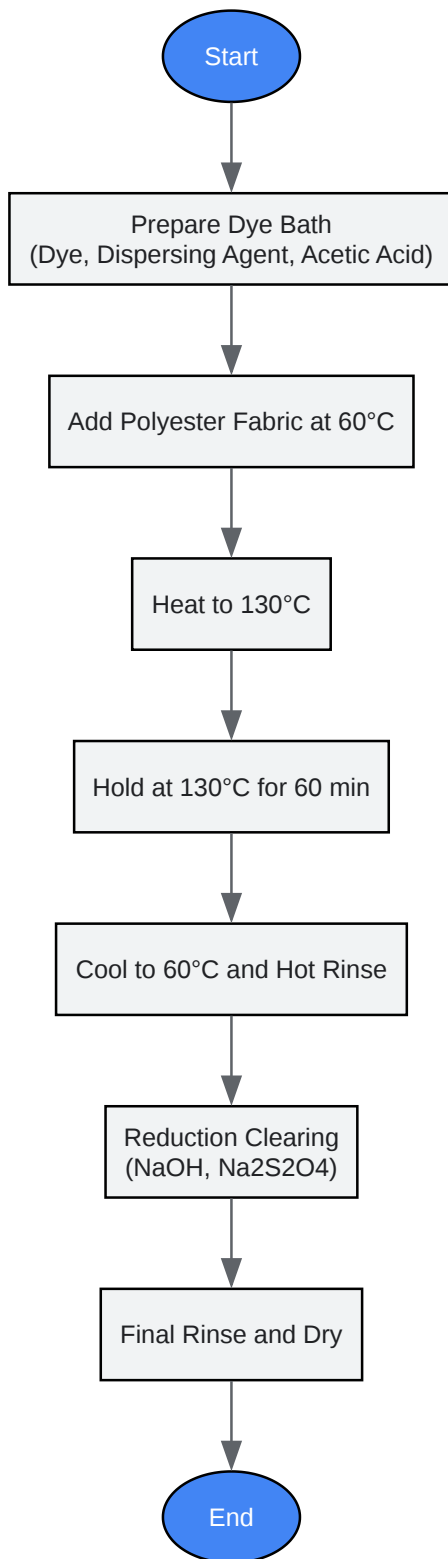 Start
Prepare Dye Bath
(Dye, Dispersing Agent, Acetic Acid)
Add Polyester Fabric at 60°C
Heat to 130°C
Hold at 130°C for 60 min
Cool to 60°C and Hot Rinse
Reduction Clearing
(NaOH, Na2S2O4)
Final Rinse and Dry
End